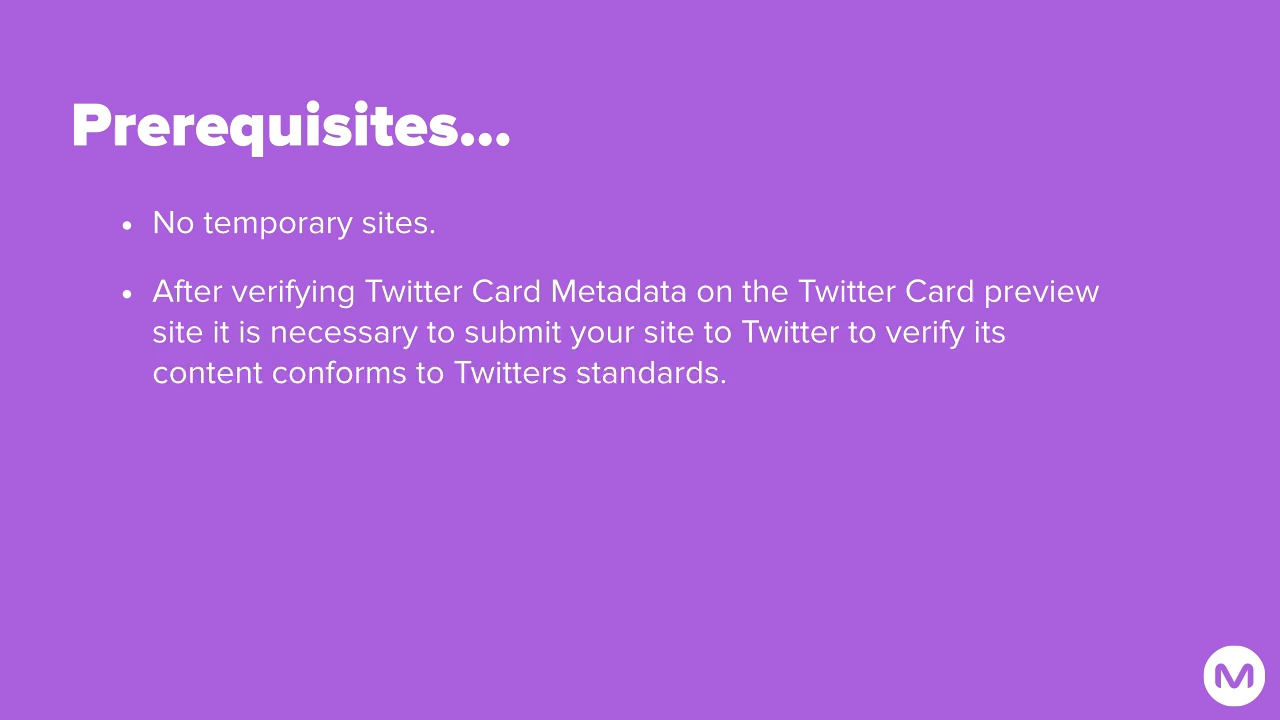 Prerequisites...
• No temporary sites.
• After verifying Twitter Card Metadata on the Twitter Card preview
site it is necessary to submit your site to Twitter to verify its
content conforms to Twitters standards.
M